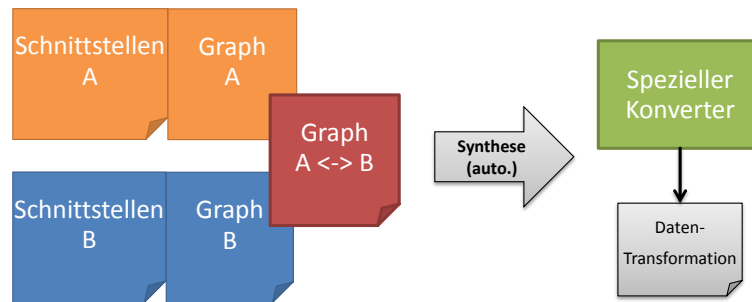 Schnittstellen
A
Graph
A
Graph
A <-> B
Schnittstellen
B
Graph
B
Synthese
(auto.)
Spezieller
Konverter
Daten-
Transformation